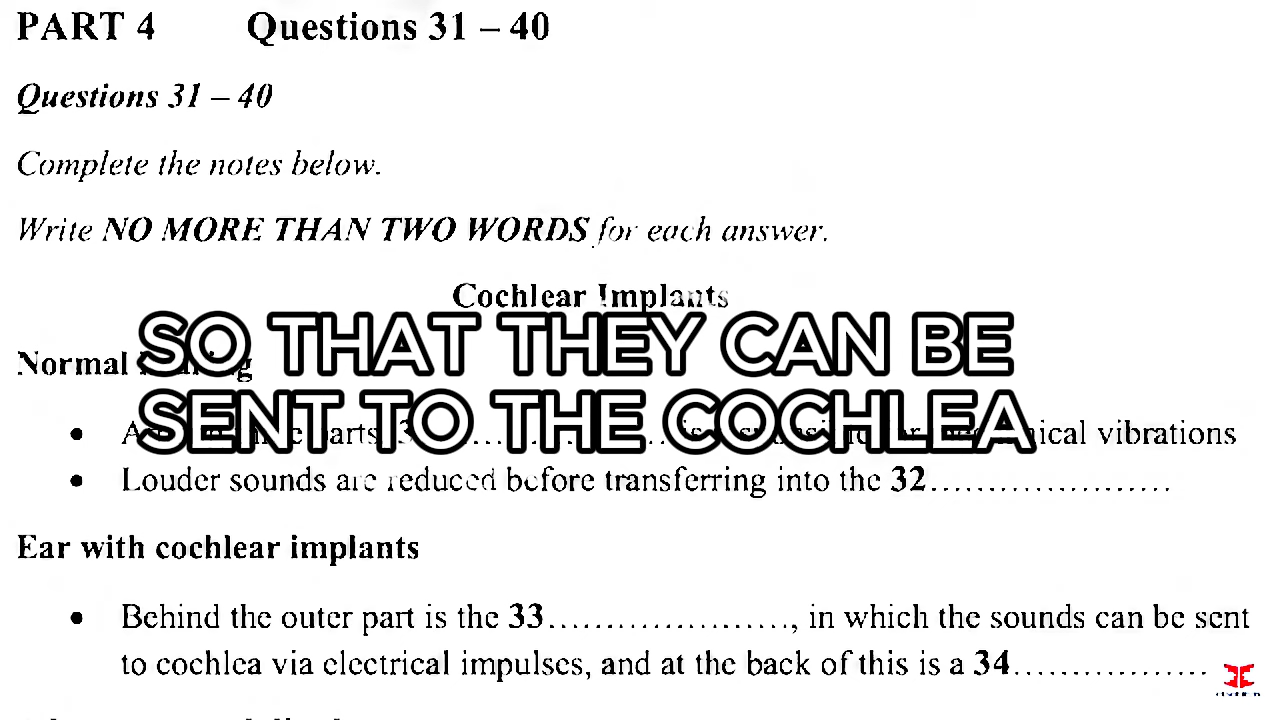 PART 4 Questions 31 – 40
Questions 31 – 40
Complete the notes below.
Write NO MORE THAN TWO WORDS for each answer.
Cochlear Implants
SO THAT THEY CAN BE
Normal
SENT TO THE COCHLEA
parts vibrations
Louder sounds are reduced before transferring into the 32.....................
Ear with cochlear implants
Behind the outer part is the 33....................., in which the sounds can be sent
to cochlea via electrical impulses, and at the back of this is a 34.................